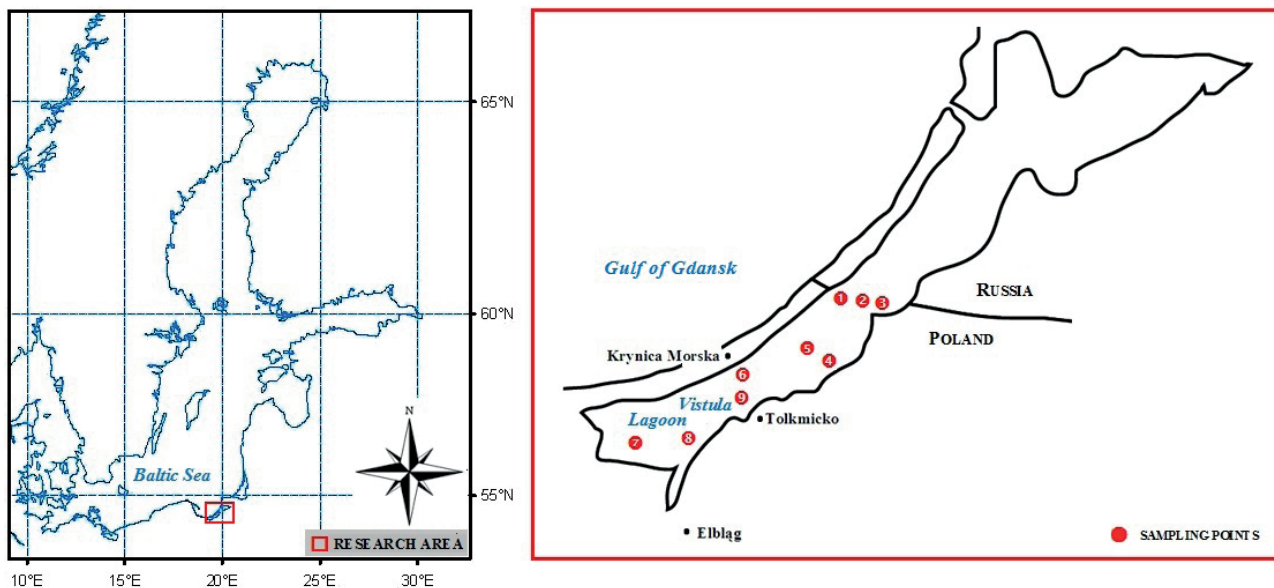 65°N
60°N
Baltic Sea
N
55°N
RESEARCH AREA
10°E 15°E 20°E 25°E 30°E
Gulf of Gdansk
1 2 3
RUSSIA
POLAND
5
4
Krynica Morska
6
9
Vistula
Lagoon
Tolkmicko
7 8
Elbląg
SAMPLING POINTS